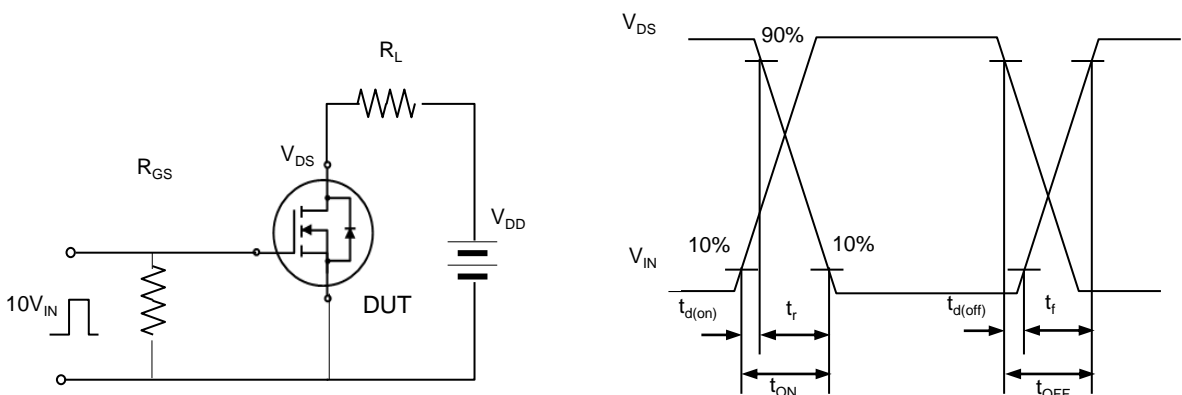 R_L
V_DS
R_GS
V_DD
10V_IN
DUT
V_DS
90%
10%
10%
V_IN
t_d(on)
t_r
t_d(off)
t_f
t_ON
t_OFF